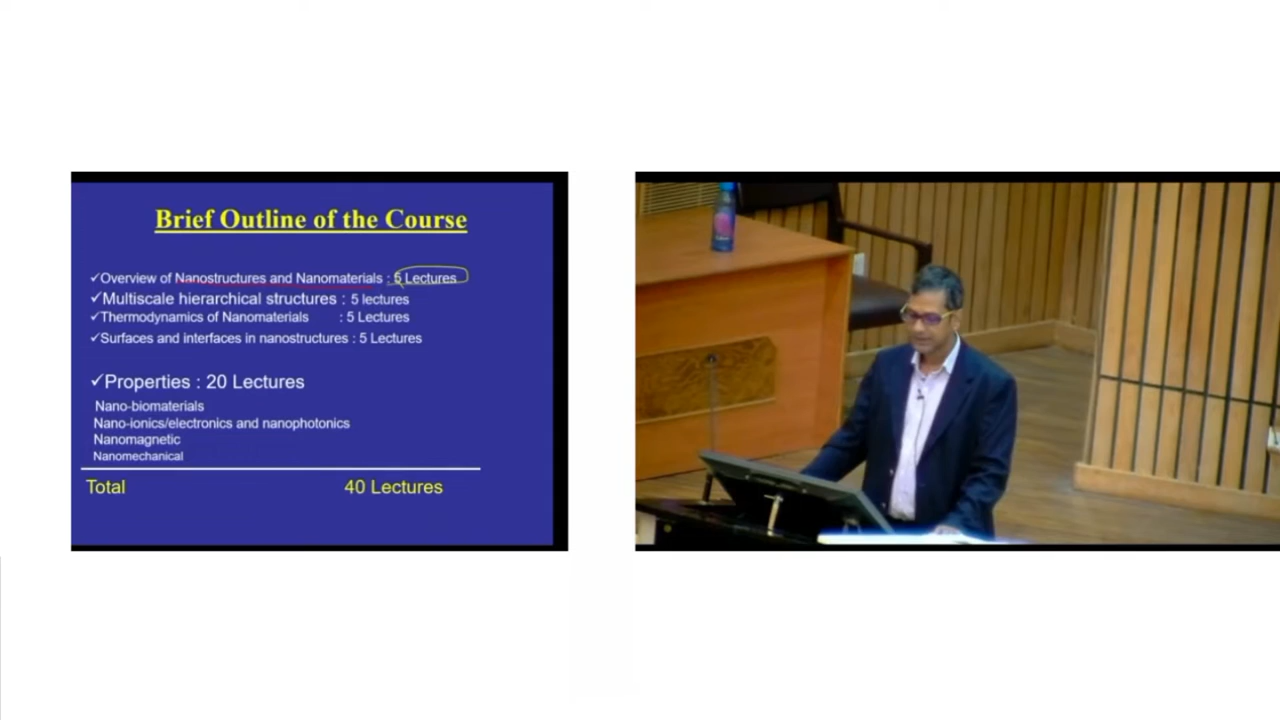 Brief Outline of the Course
✓Overview of Nanostructures and Nanomaterials : 5 Lectures
✓Multiscale hierarchical structures : 5 lectures
✓Thermodynamics of Nanomaterials : 5 Lectures
✓Surfaces and interfaces in nanostructures : 5 Lectures
✓Properties : 20 Lectures
Nano-biomaterials
Nano-ionics/electronics and nanophotonics
Nanomagnetic
Nanomechanical
Total 40 Lectures